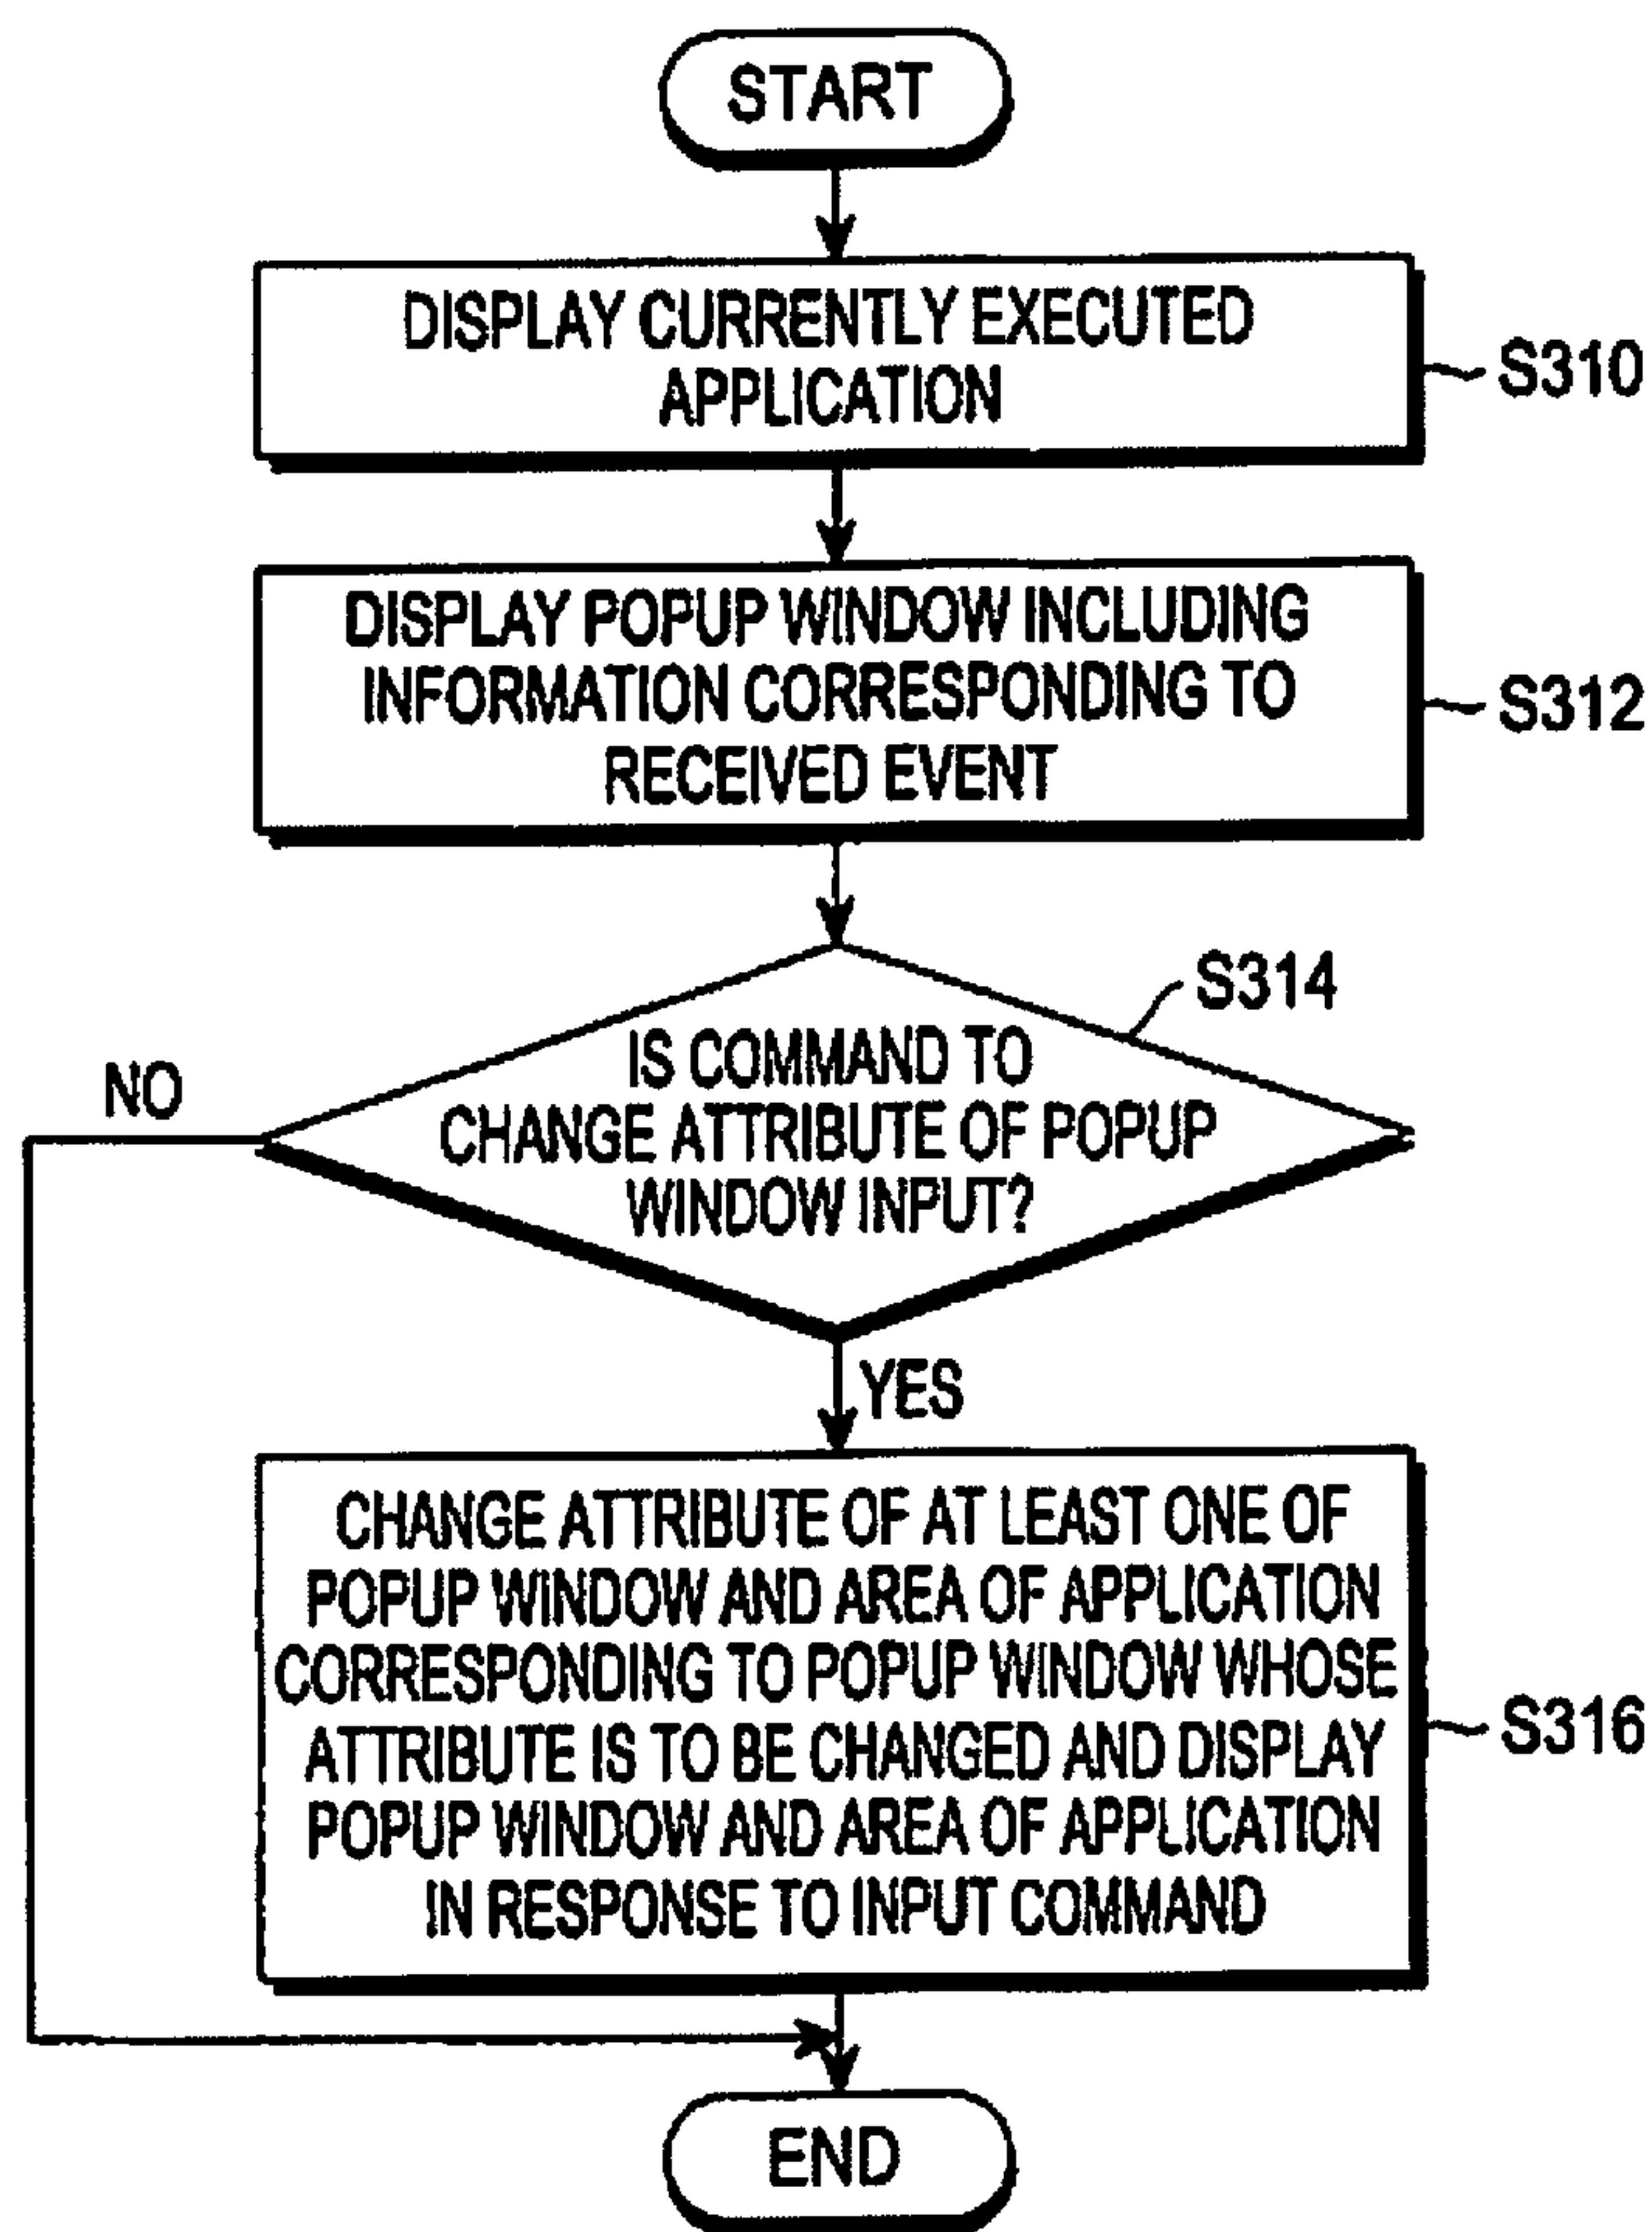 START
DISPLAY CURRENTLY EXECUTED
APPLICATION
S310
DISPLAY POPUP WINDOW INCLUDING
INFORMATION CORRESPONDING TO
RECEIVED EVENT
S312
S314
IS COMMAND TO
CHANGE ATTRIBUTE OF POPUP
WINDOW INPUT?
NO
YES
CHANGE ATTRIBUTE OF AT LEAST ONE OF
POPUP WINDOW AND AREA OF APPLICATION
CORRESPONDING TO POPUP WINDOW WHOSE
ATTRIBUTE IS TO BE CHANGED AND DISPLAY
POPUP WINDOW AND AREA OF APPLICATION
IN RESPONSE TO INPUT COMMAND
S316
END